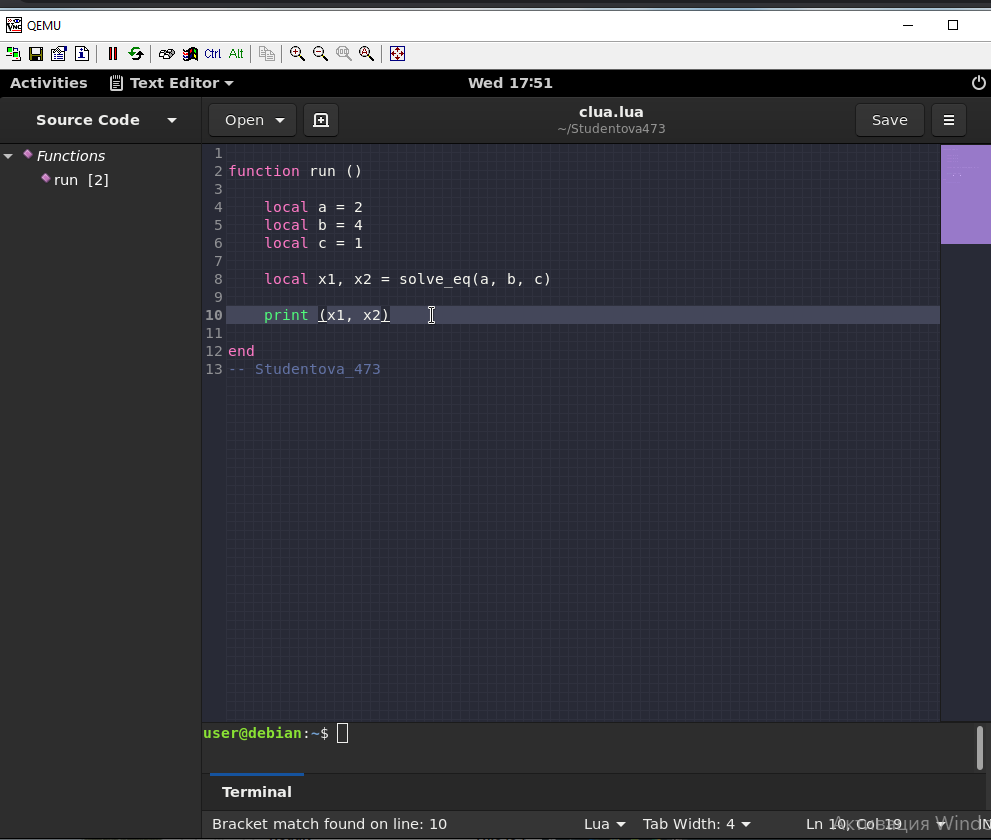 QEMU
Ctrl Alt
Activities Text Editor Wed 17:51
Source Code Open clua.lua Save
~/Studentova473
Functions
run [2]
1
2 function run ()
3
4 local a = 2
5 local b = 4
6 local c = 1
7
8 local x1, x2 = solve_eq(a, b, c)
9
10 print (x1, x2)
11
12 end
13 -- Studentova_473
user@debian:~$
Terminal
Bracket match found on line: 10 Lua Tab Width: 4 Ln 10, Col 19
Активация Wind